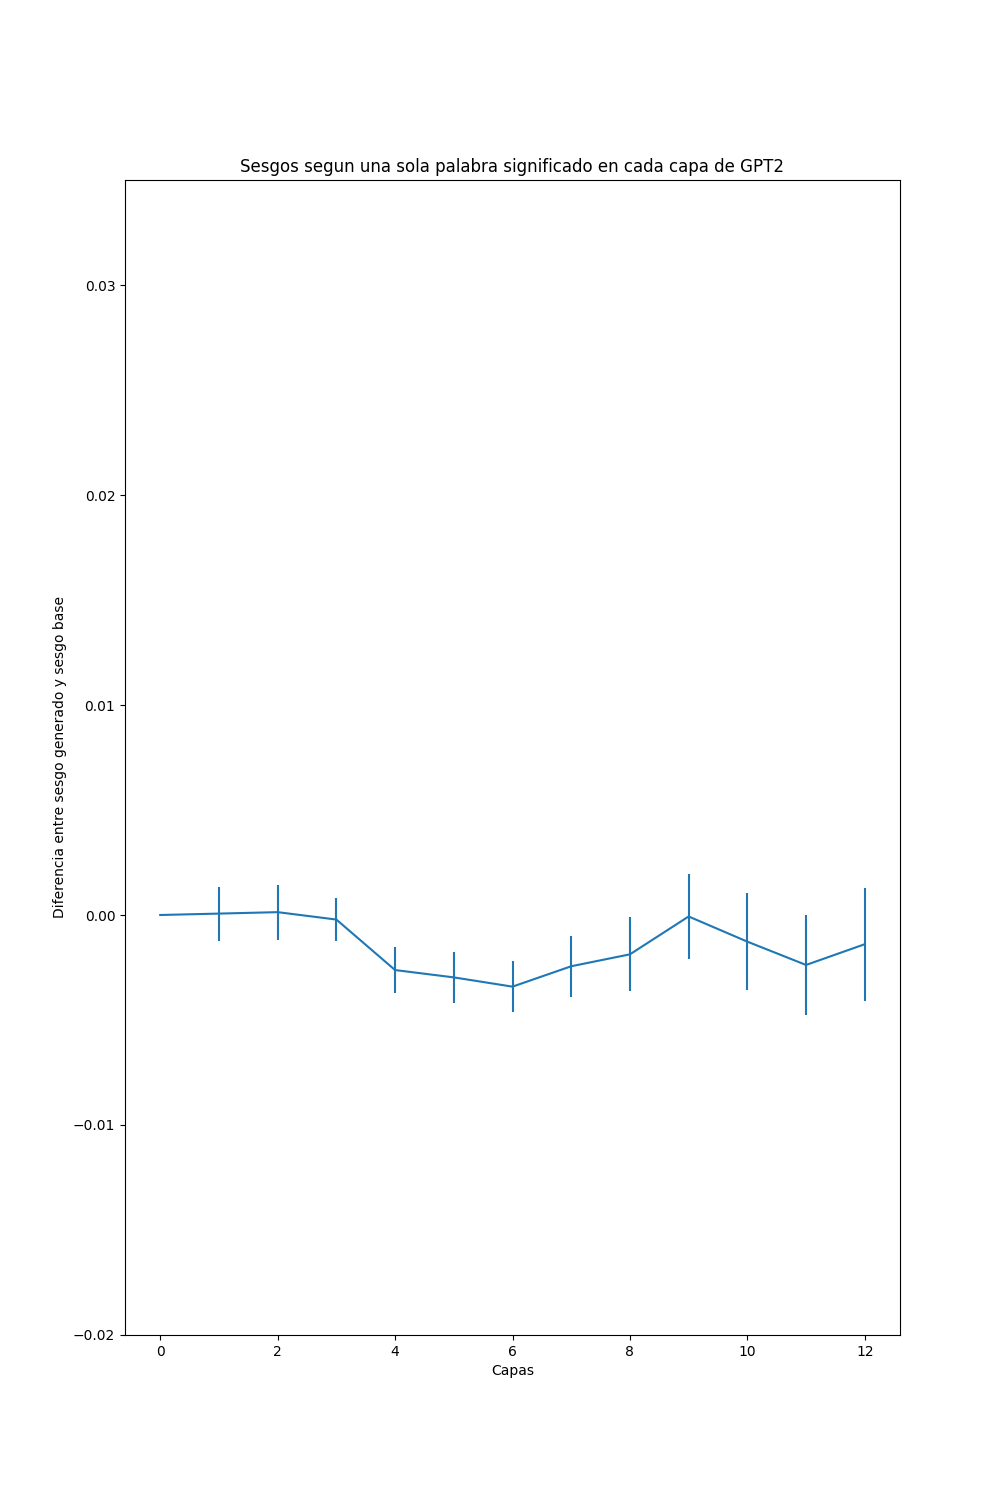 Sesgos segun una sola palabra significado en cada capa de GPT2
0.03
0.02
0.01
0.00
−0.01
−0.02
Diferencia entre sesgo generado y sesgo base
0 2 4 6 8 10 12
Capas